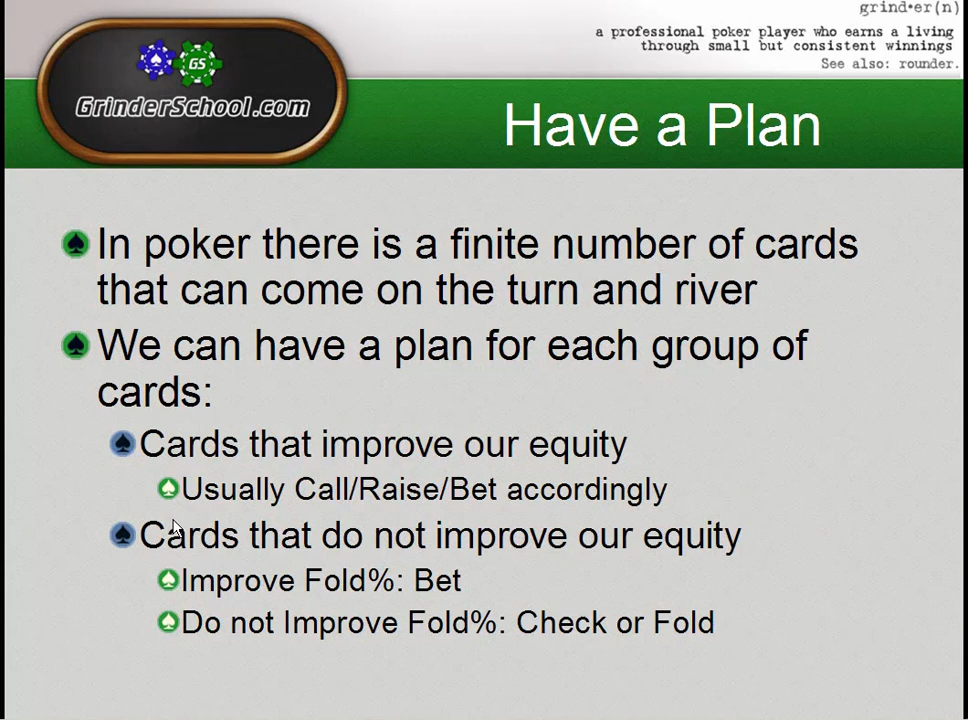 grind•er(n)
a professional poker player who earns a living
through small but consistent winnings
See also: rounder.
GS
GrinderSchool.com
Have a Plan
In poker there is a finite number of cards
that can come on the turn and river
We can have a plan for each group of
cards:
Cards that improve our equity
Usually Call/Raise/Bet accordingly
Cards that do not improve our equity
Improve Fold%: Bet
Do not Improve Fold%: Check or Fold